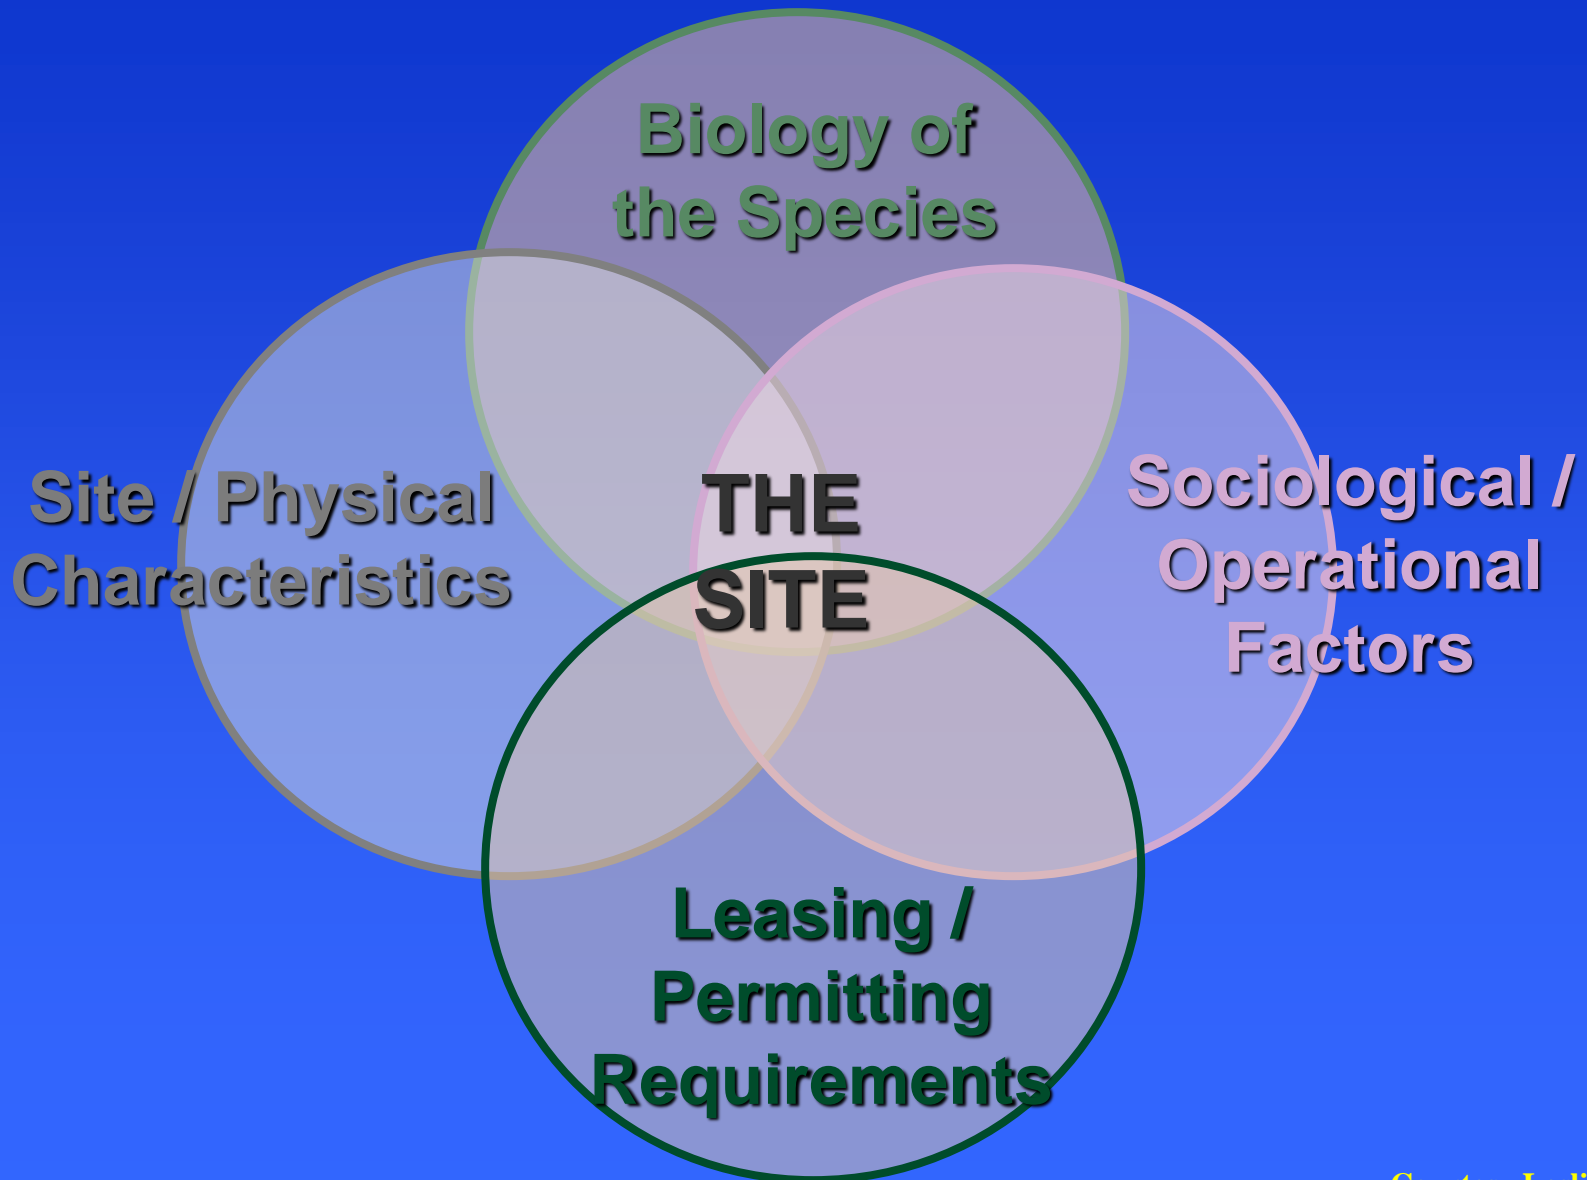 Biology of
the Species
Site / Physical
Characteristics
THE
SITE
Sociological /
Operational
Factors
Leasing /
Permitting
Requirements